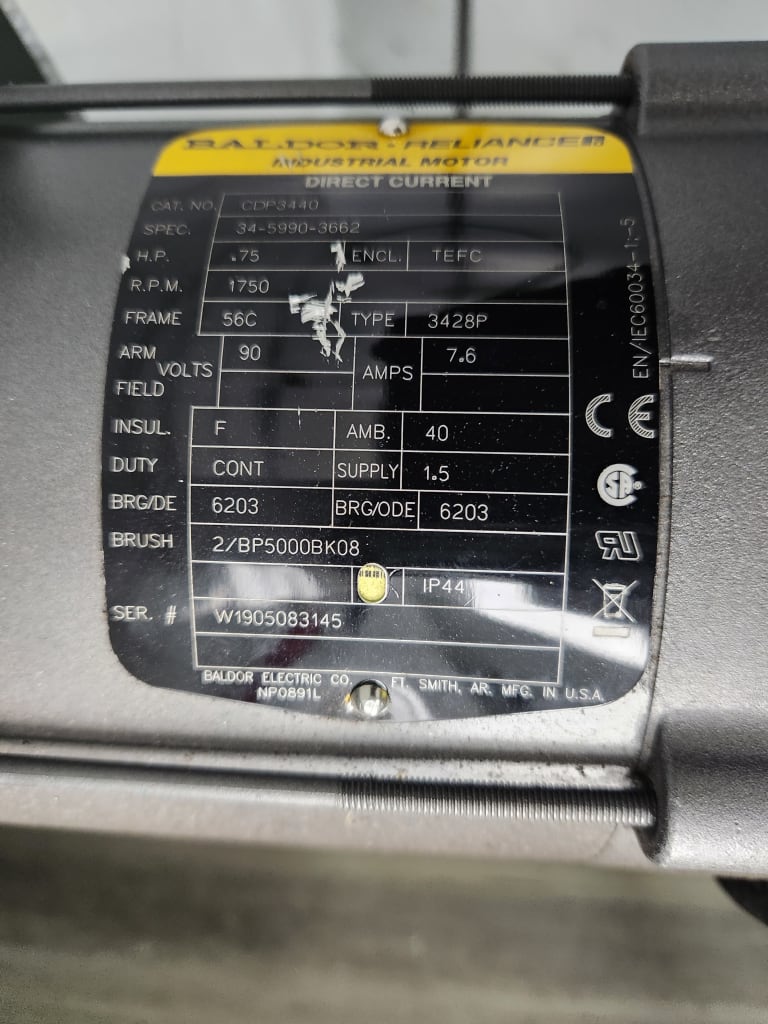 BALDOR · RELIANCE
INDUSTRIAL MOTOR
DIRECT CURRENT
CAT. NO. CDP3440
SPEC. 34-5990-3662
H.P. .75 ENCL. TEFC
R.P.M. 1750
FRAME 56C TYPE 3428P
ARM VOLTS 90 AMPS 7.6
FIELD
INSUL. F AMB. 40
DUTY CONT SUPPLY 1.5
BRG/DE 6203 BRG/ODE 6203
BRUSH 2/BP5000BK08
IP44
SER. # W1905083145
BALDOR ELECTRIC CO. FT. SMITH, AR. MFG. IN U.S.A.
NP0891L
EN/IEC60034-1;-5
CE
SA
RU